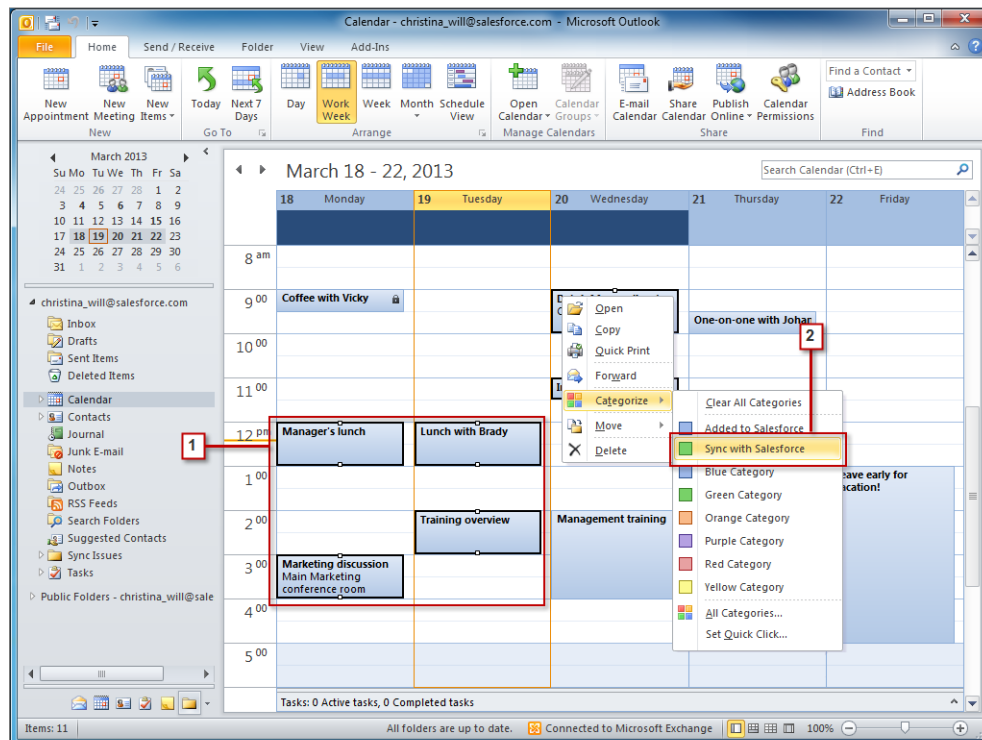 Calendar - christina_will@salesforce.com - Microsoft Outlook
File Home Send / Receive Folder View Add-Ins
New Appointment
New Meeting
New Items
Today
Next 7 Days
Day
Work Week
Week
Month
Schedule View
Open Calendar
Calendar Groups
E-mail Calendar
Share Calendar
Publish Online
Calendar Permissions
Find a Contact
Address Book
New
Go To
Arrange
Manage Calendars
Share
Find
March 2013
Su Mo Tu We Th Fr Sa
24 25 26 27 28 1 2
3 4 5 6 7 8 9
10 11 12 13 14 15 16
17 18 19 20 21 22 23
24 25 26 27 28 29 30
31 1 2 3 4 5 6
christina_will@salesforce.com
Inbox
Drafts
Sent Items
Deleted Items
Calendar
Contacts
Journal
Junk E-mail
Notes
Outbox
RSS Feeds
Search Folders
Suggested Contacts
Sync Issues
Tasks
Public Folders - christina_will@sale
March 18 - 22, 2013
Search Calendar (Ctrl+E)
18 Monday
19 Tuesday
20 Wednesday
21 Thursday
22 Friday
8 am
9 00
10 00
11 00
12 pm
1 00
2 00
3 00
4 00
5 00
Coffee with Vicky
Manager's lunch
Marketing discussion
Main Marketing
conference room
Lunch with Brady
Training overview
Management training
One-on-one with Johar
eave early for
acation!
1
2
Open
Copy
Quick Print
Forward
Categorize
Move
Delete
Clear All Categories
Added to Salesforce
Sync with Salesforce
Blue Category
Green Category
Orange Category
Purple Category
Red Category
Yellow Category
All Categories...
Set Quick Click...
Tasks: 0 Active tasks, 0 Completed tasks
Items: 11
All folders are up to date.
Connected to Microsoft Exchange
100%